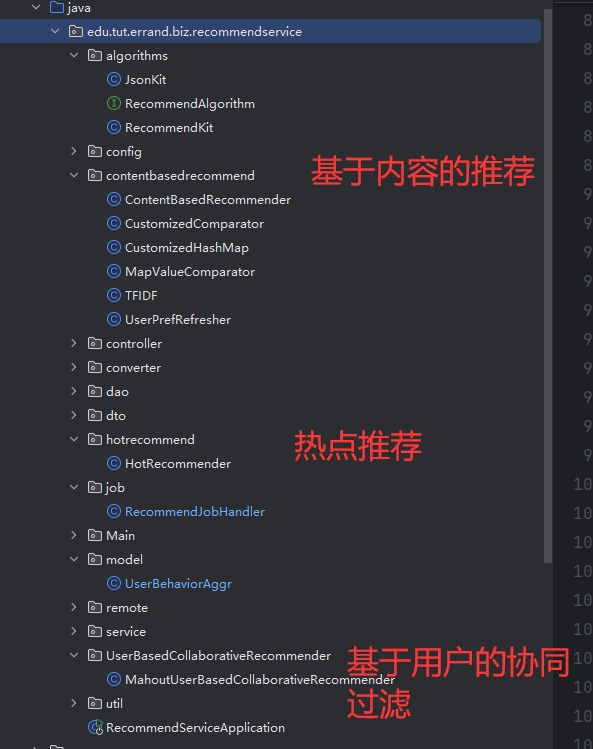 java
edu.tut.errand.biz.recommendservice
algorithms
JsonKit
RecommendAlgorithm
RecommendKit
config
contentbasedrecommend
基于内容的推荐
ContentBasedRecommender
CustomizedComparator
CustomizedHashMap
MapValueComparator
TFIDF
UserPrefRefresher
controller
converter
dao
dto
hotrecommend
热点推荐
HotRecommender
job
RecommendJobHandler
Main
model
UserBehaviorAggr
remote
service
UserBasedCollaborativeRecommender
基于用户的协同
MahoutUserBasedCollaborativeRecommender
过滤
util
RecommendServiceApplication